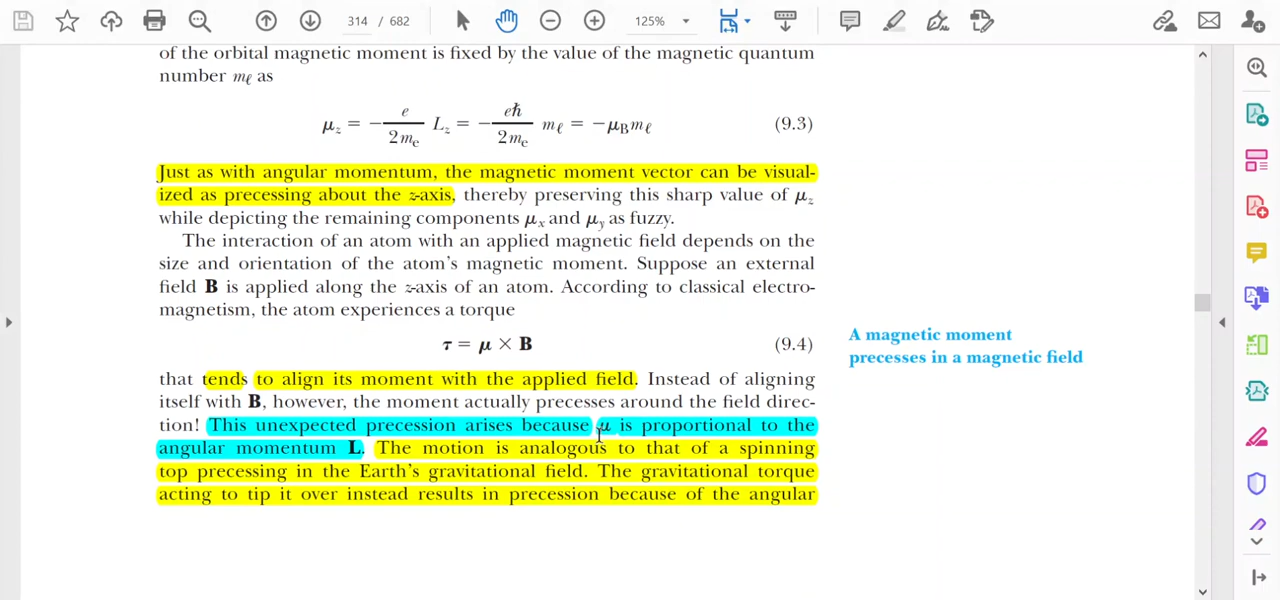 314 / 682
125%
of the orbital magnetic moment is fixed by the value of the magnetic quantum
number mℓ as
μz = − e/2me Lz = − eℏ/2me mℓ = −μBmℓ (9.3)
Just as with angular momentum, the magnetic moment vector can be visual-
ized as precessing about the z-axis, thereby preserving this sharp value of μz
while depicting the remaining components μx and μy as fuzzy.
The interaction of an atom with an applied magnetic field depends on the
size and orientation of the atom's magnetic moment. Suppose an external
field B is applied along the z-axis of an atom. According to classical electro-
magnetism, the atom experiences a torque
τ = μ × B (9.4)
A magnetic moment
precesses in a magnetic field
that tends to align its moment with the applied field. Instead of aligning
itself with B, however, the moment actually precesses around the field direc-
tion! This unexpected precession arises because μ is proportional to the
angular momentum L. The motion is analogous to that of a spinning
top precessing in the Earth's gravitational field. The gravitational torque
acting to tip it over instead results in precession because of the angular